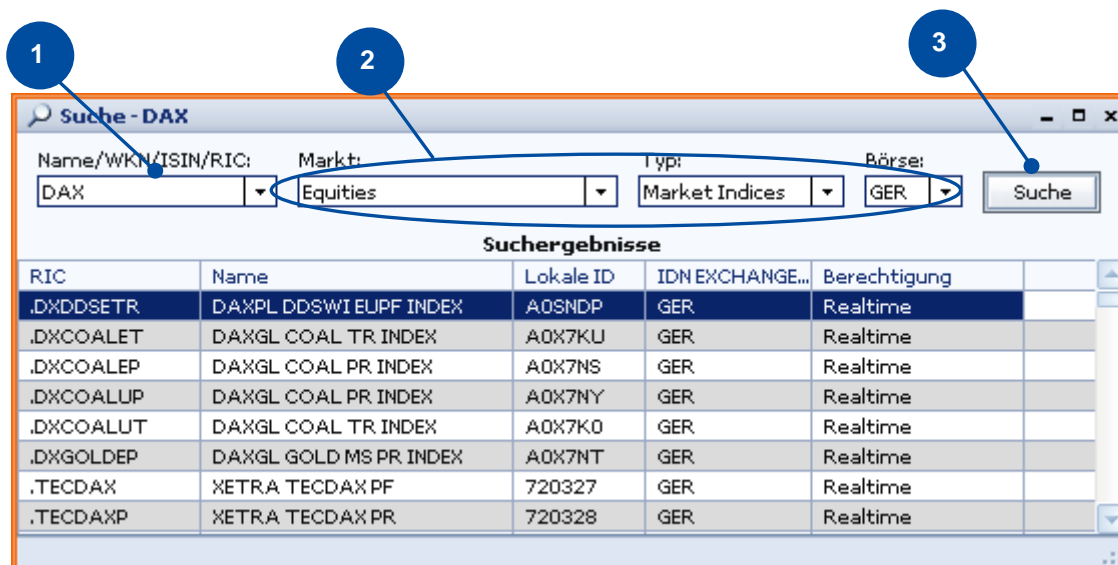 1
2
3
Suche - DAX
Name/WKN/ISIN/RIC: Markt: Typ: Börse:
DAX Equities Market Indices GER Suche
Suchergebnisse
RIC Name Lokale ID IDN EXCHANGE... Berechtigung
.DXDDSETR DAXPL DDSWI EUPF INDEX A0SNDP GER Realtime
.DXCOALET DAXGL COAL TR INDEX A0X7KU GER Realtime
.DXCOALEP DAXGL COAL PR INDEX A0X7NS GER Realtime
.DXCOALUP DAXGL COAL PR INDEX A0X7NY GER Realtime
.DXCOALUT DAXGL COAL TR INDEX A0X7K0 GER Realtime
.DXGOLDEP DAXGL GOLD MS PR INDEX A0X7NT GER Realtime
.TECDAX XETRA TECDAX PF 720327 GER Realtime
.TECDAXP XETRA TECDAX PR 720328 GER Realtime